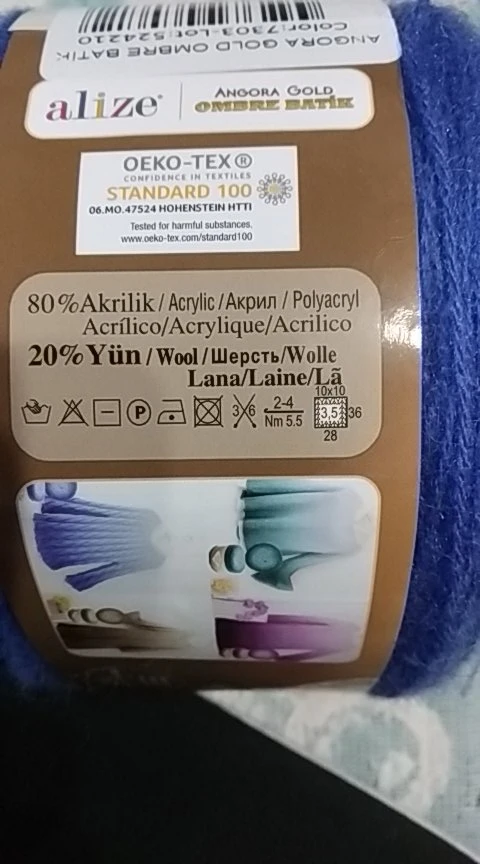 Color:7303-Lot:524210
ANGORA GOLD OMBRE BATİK
alize®
ANGORA GOLD
OMBRE BATİK
OEKO-TEX®
CONFIDENCE IN TEXTILES
STANDARD 100
06.MO.47524 HOHENSTEIN HTTI
Tested for harmful substances.
www.oeko-tex.com/standard100
80%Akrilik / Acrylic / Акрил / Polyacryl
Acrílico/Acrylique/Acrilico
20%Yün / Wool / Шерсть/Wolle
Lana/Laine/Lã
P 3 6 2-4 Nm 5.5 10x10 3,5 36 28